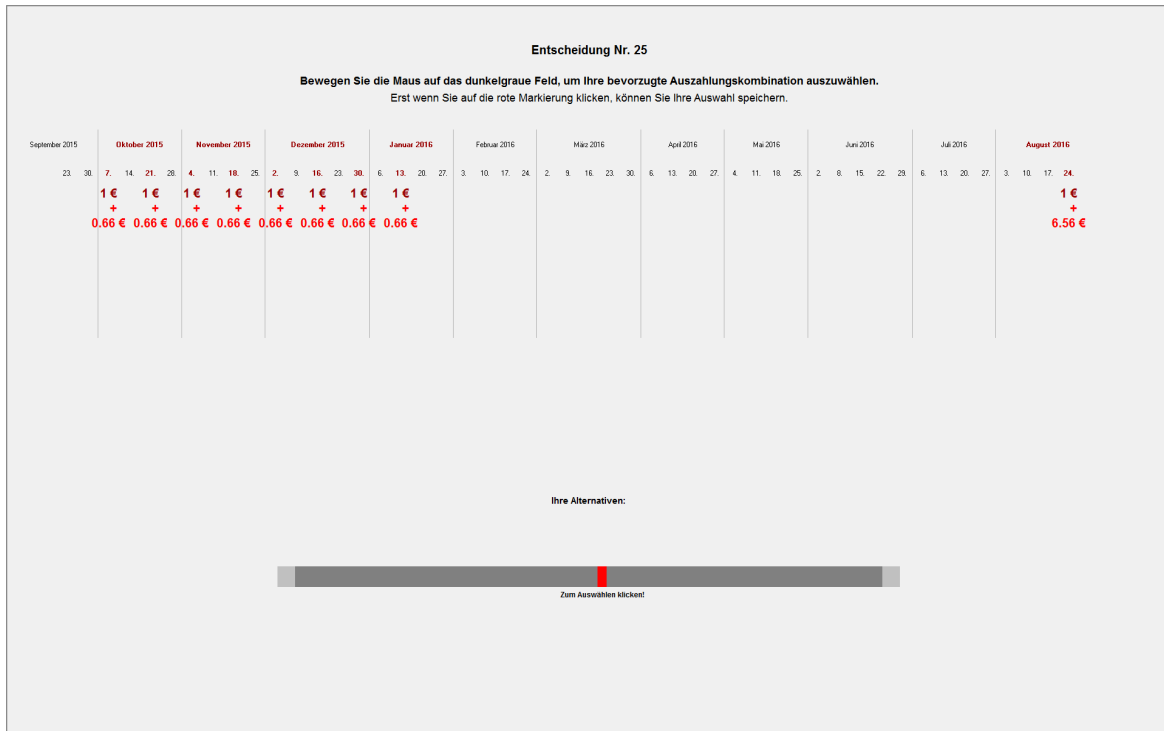 Entscheidung Nr. 25
Bewegen Sie die Maus auf das dunkelgraue Feld, um Ihre bevorzugte Auszahlungskombination auszuwählen.
Erst wenn Sie auf die rote Markierung klicken, können Sie Ihre Auswahl speichern.
September 2015 Oktober 2015 November 2015 Dezember 2015 Januar 2016 Februar 2016 März 2016 April 2016 Mai 2016 Juni 2016 Juli 2016 August 2016
23. 30. 7. 14. 21. 28. 4. 11. 18. 25. 2. 9. 16. 23. 30. 6. 13. 20. 27. 3. 10. 17. 24. 2. 9. 16. 23. 30. 6. 13. 20. 27. 4. 11. 18. 25. 2. 8. 15. 22. 29. 6. 13. 20. 27. 3. 10. 17. 24.
1 € 1 € 1 € 1 € 1 € 1 € 1 € 1 € 1 €
+ + + + + + + + +
0.66 € 0.66 € 0.66 € 0.66 € 0.66 € 0.66 € 0.66 € 0.66 € 6.56 €
Ihre Alternativen:
Zum Auswählen klicken!